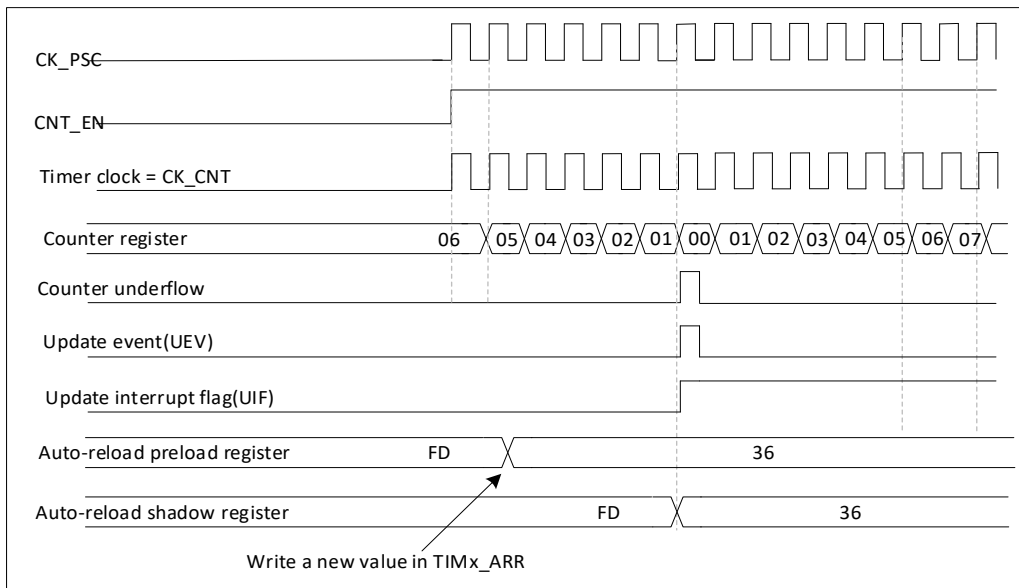 CK_PSC
CNT_EN
Timer clock = CK_CNT
Counter register 06 05 04 03 02 01 00 01 02 03 04 05 06 07
Counter underflow
Update event(UEV)
Update interrupt flag(UIF)
Auto-reload preload register FD 36
Auto-reload shadow register FD 36
Write a new value in TIMx_ARR